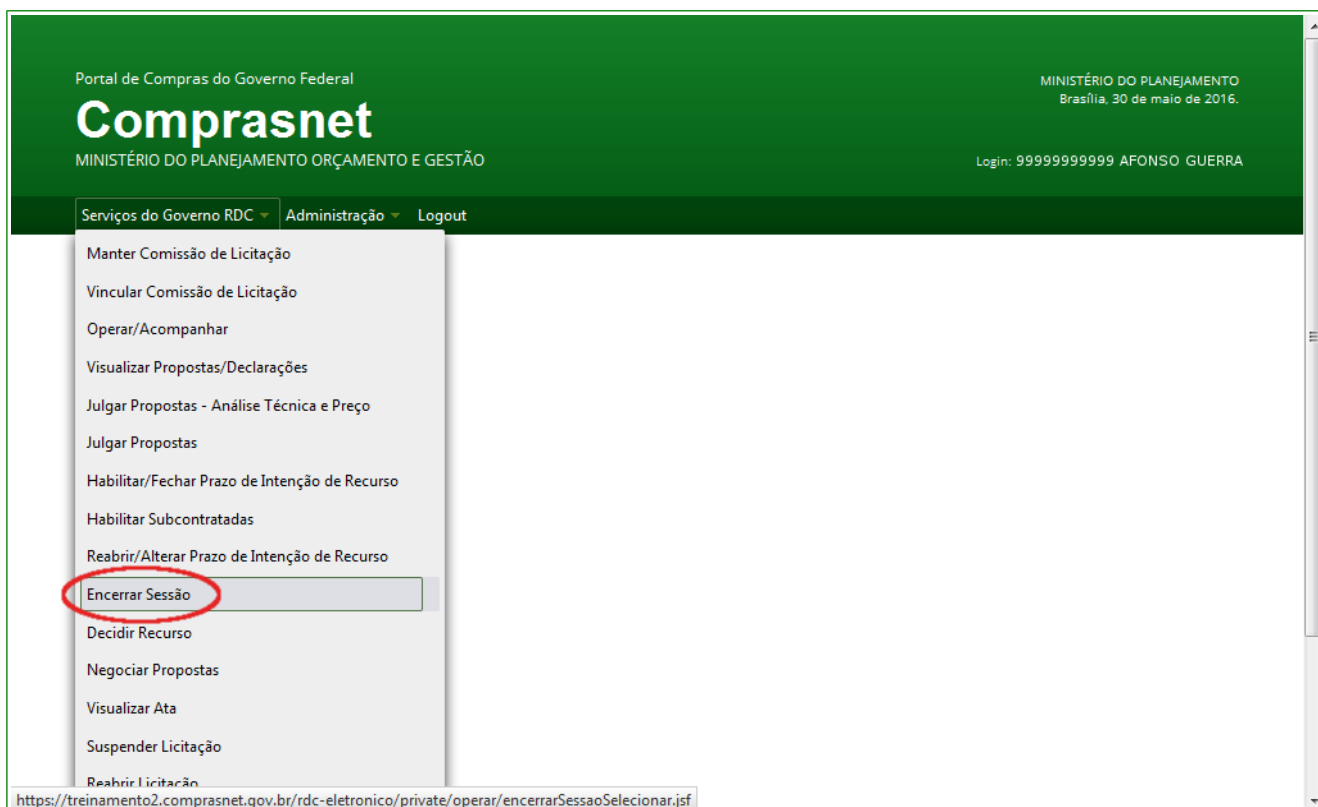 Portal de Compras do Governo Federal
Comprasnet
MINISTÉRIO DO PLANEJAMENTO ORÇAMENTO E GESTÃO
MINISTÉRIO DO PLANEJAMENTO
Brasília, 30 de maio de 2016.
Login: 99999999999 AFONSO GUERRA
Serviços do Governo RDC Administração Logout
Manter Comissão de Licitação
Vincular Comissão de Licitação
Operar/Acompanhar
Visualizar Propostas/Declarações
Julgar Propostas - Análise Técnica e Preço
Julgar Propostas
Habilitar/Fechar Prazo de Intenção de Recurso
Habilitar Subcontratadas
Reabrir/Alterar Prazo de Intenção de Recurso
Encerrar Sessão
Decidir Recurso
Negociar Propostas
Visualizar Ata
Suspender Licitação
Reabrir Licitação
https://treinamento2.comprasnet.gov.br/rdc-eletronico/private/operar/encerrarSessaoSelecionar.jsf